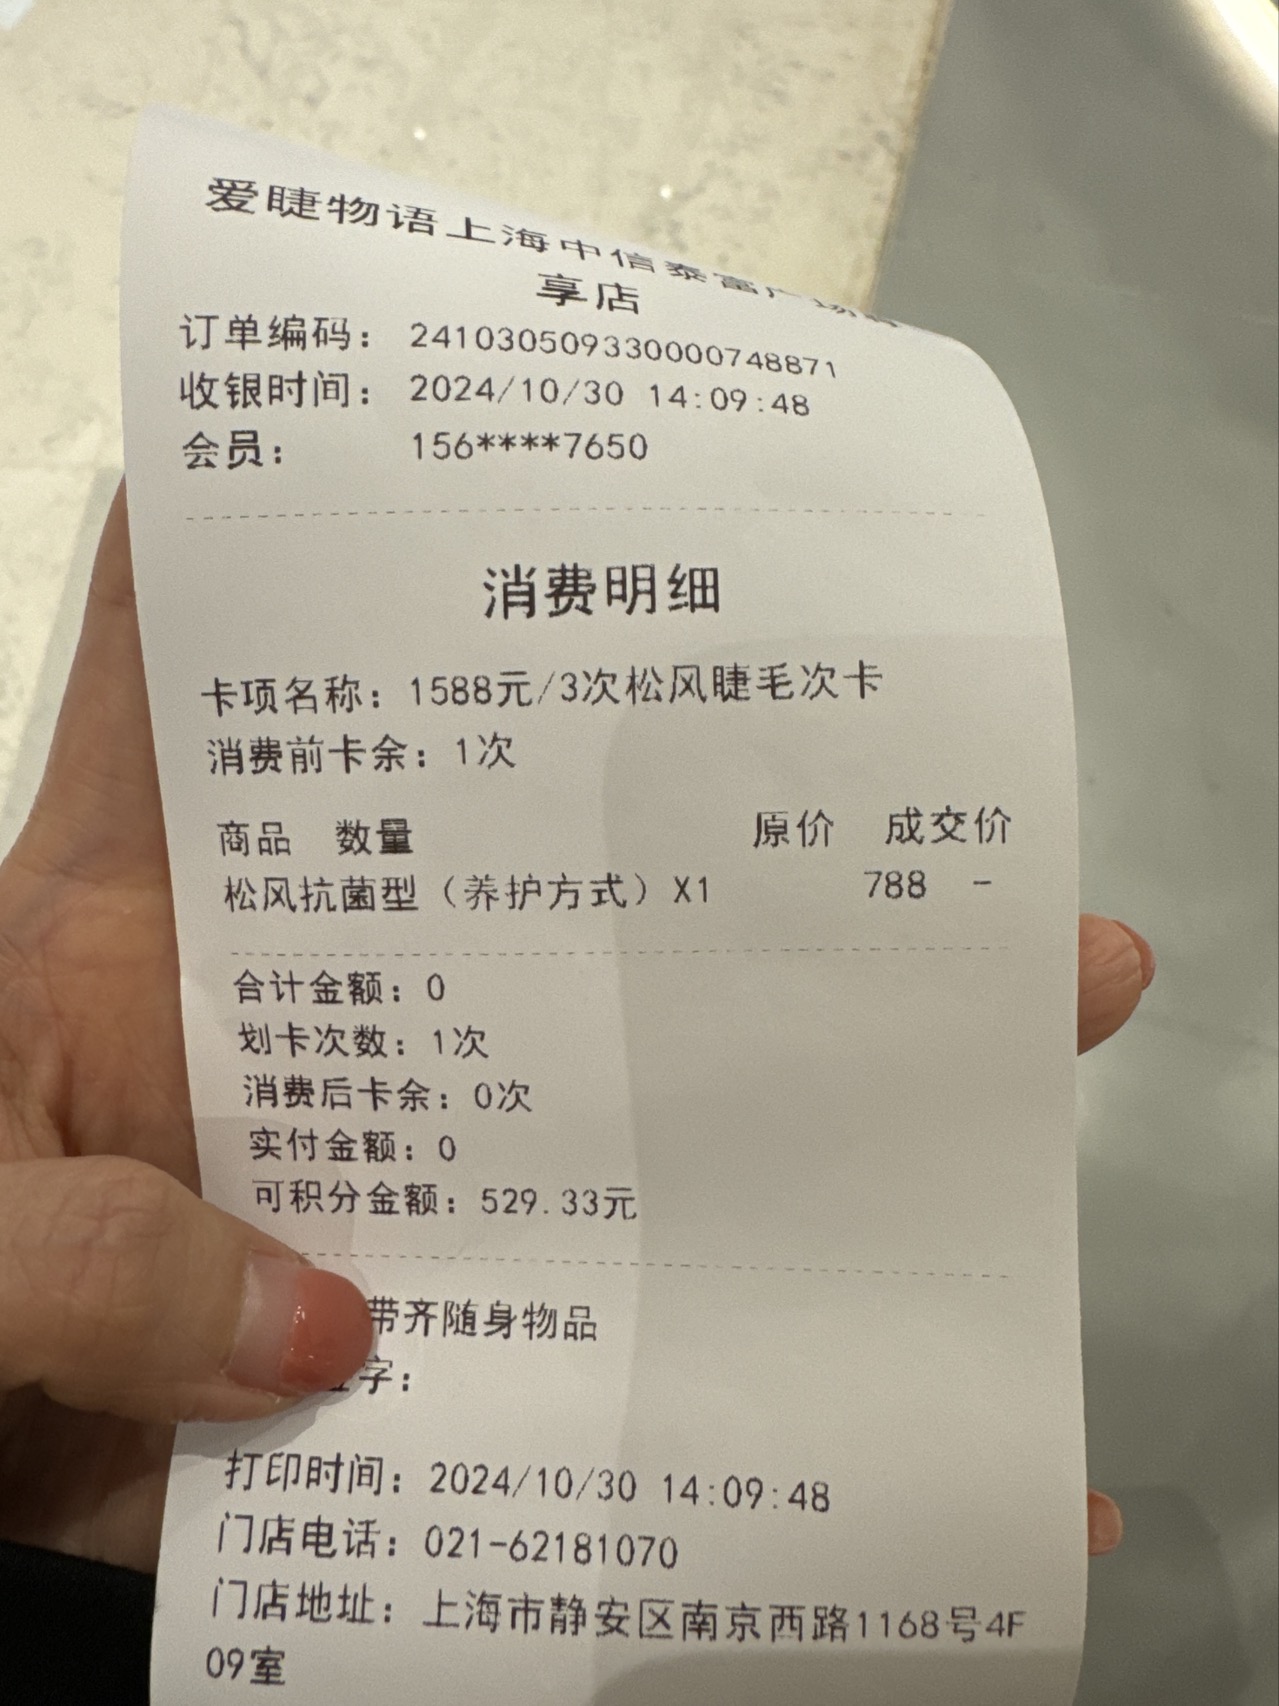 爱睫物语上海中信泰富广场
享店
订单编码： 241030509330000748871
收银时间： 2024/10/30 14:09:48
会员： 156****7650
消费明细
卡项名称：1588元/3次松风睫毛次卡
消费前卡余：1次
商品 数量 原价 成交价
松风抗菌型（养护方式）X1 788 -
合计金额：0
划卡次数：1次
消费后卡余：0次
实付金额：0
可积分金额：529.33元
带齐随身物品
字：
打印时间：2024/10/30 14:09:48
门店电话：021-62181070
门店地址：上海市静安区南京西路1168号4F
09室